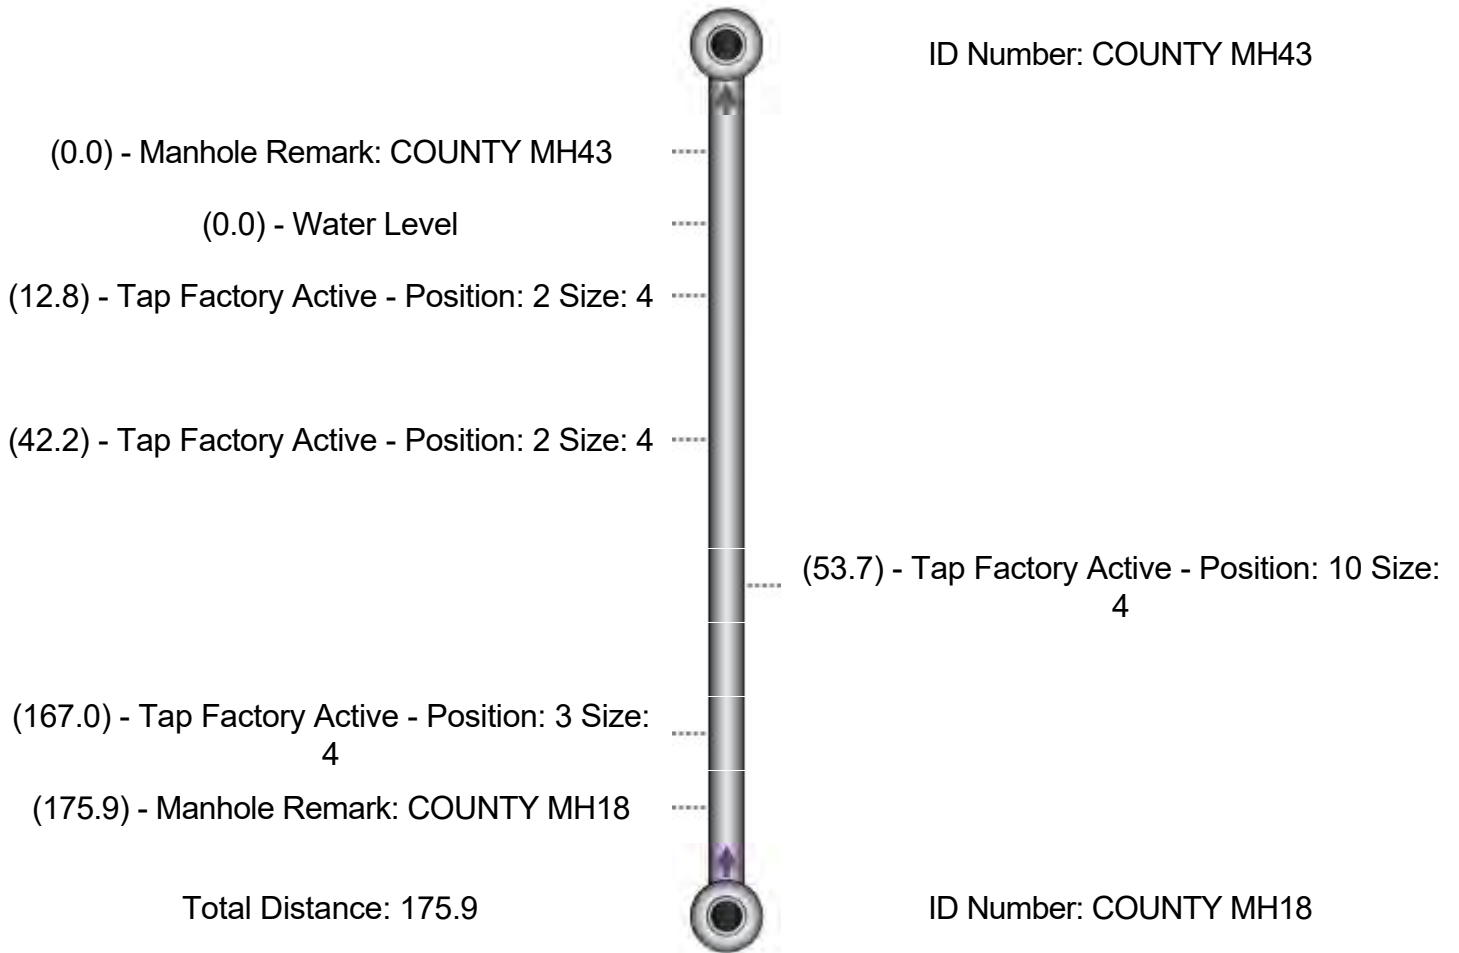 ID Number: COUNTY MH43
(0.0) - Manhole Remark: COUNTY MH43
(0.0) - Water Level
(12.8) - Tap Factory Active - Position: 2 Size: 4
(42.2) - Tap Factory Active - Position: 2 Size: 4
(53.7) - Tap Factory Active - Position: 10 Size:
4
(167.0) - Tap Factory Active - Position: 3 Size:
4
(175.9) - Manhole Remark: COUNTY MH18
Total Distance: 175.9
ID Number: COUNTY MH18